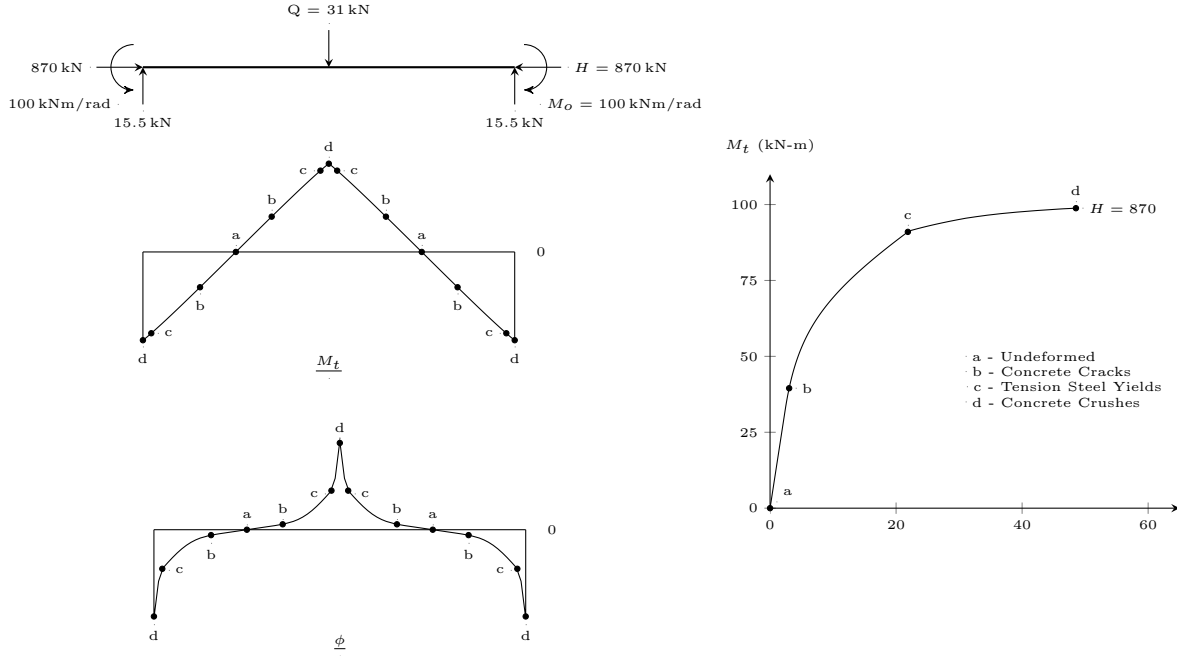 Q = 31 kN
870 kN
H = 870 kN
100 kNm/rad
M_o = 100 kNm/rad
15.5 kN
15.5 kN
d
c
c
b
b
a
a
0
b
b
c
c
d
d
M_t
d
c
c
b
b
a
a
0
b
b
c
c
d
d
ϕ
M_t (kN-m)
100
75
50
25
0
0
20
40
60
a
b
c
d
H = 870
a - Undeformed
b - Concrete Cracks
c - Tension Steel Yields
d - Concrete Crushes